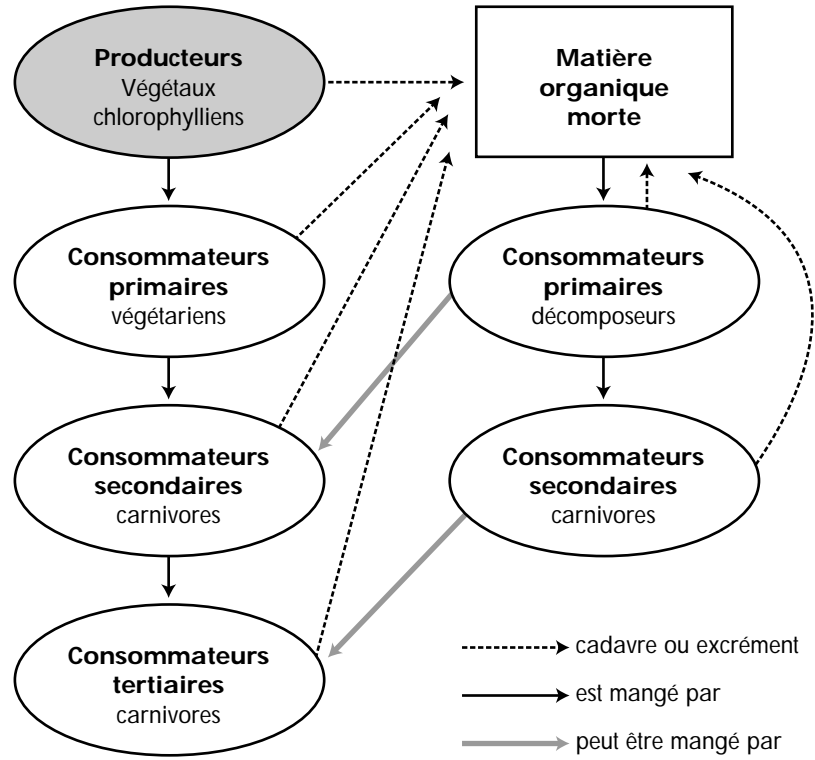 Producteurs
Végétaux
chlorophylliens
Matière
organique
morte
Consommateurs
primaires
végétariens
Consommateurs
primaires
décomposeurs
Consommateurs
secondaires
carnivores
Consommateurs
secondaires
carnivores
Consommateurs
tertiaires
carnivores
cadavre ou excrément
est mangé par
peut être mangé par